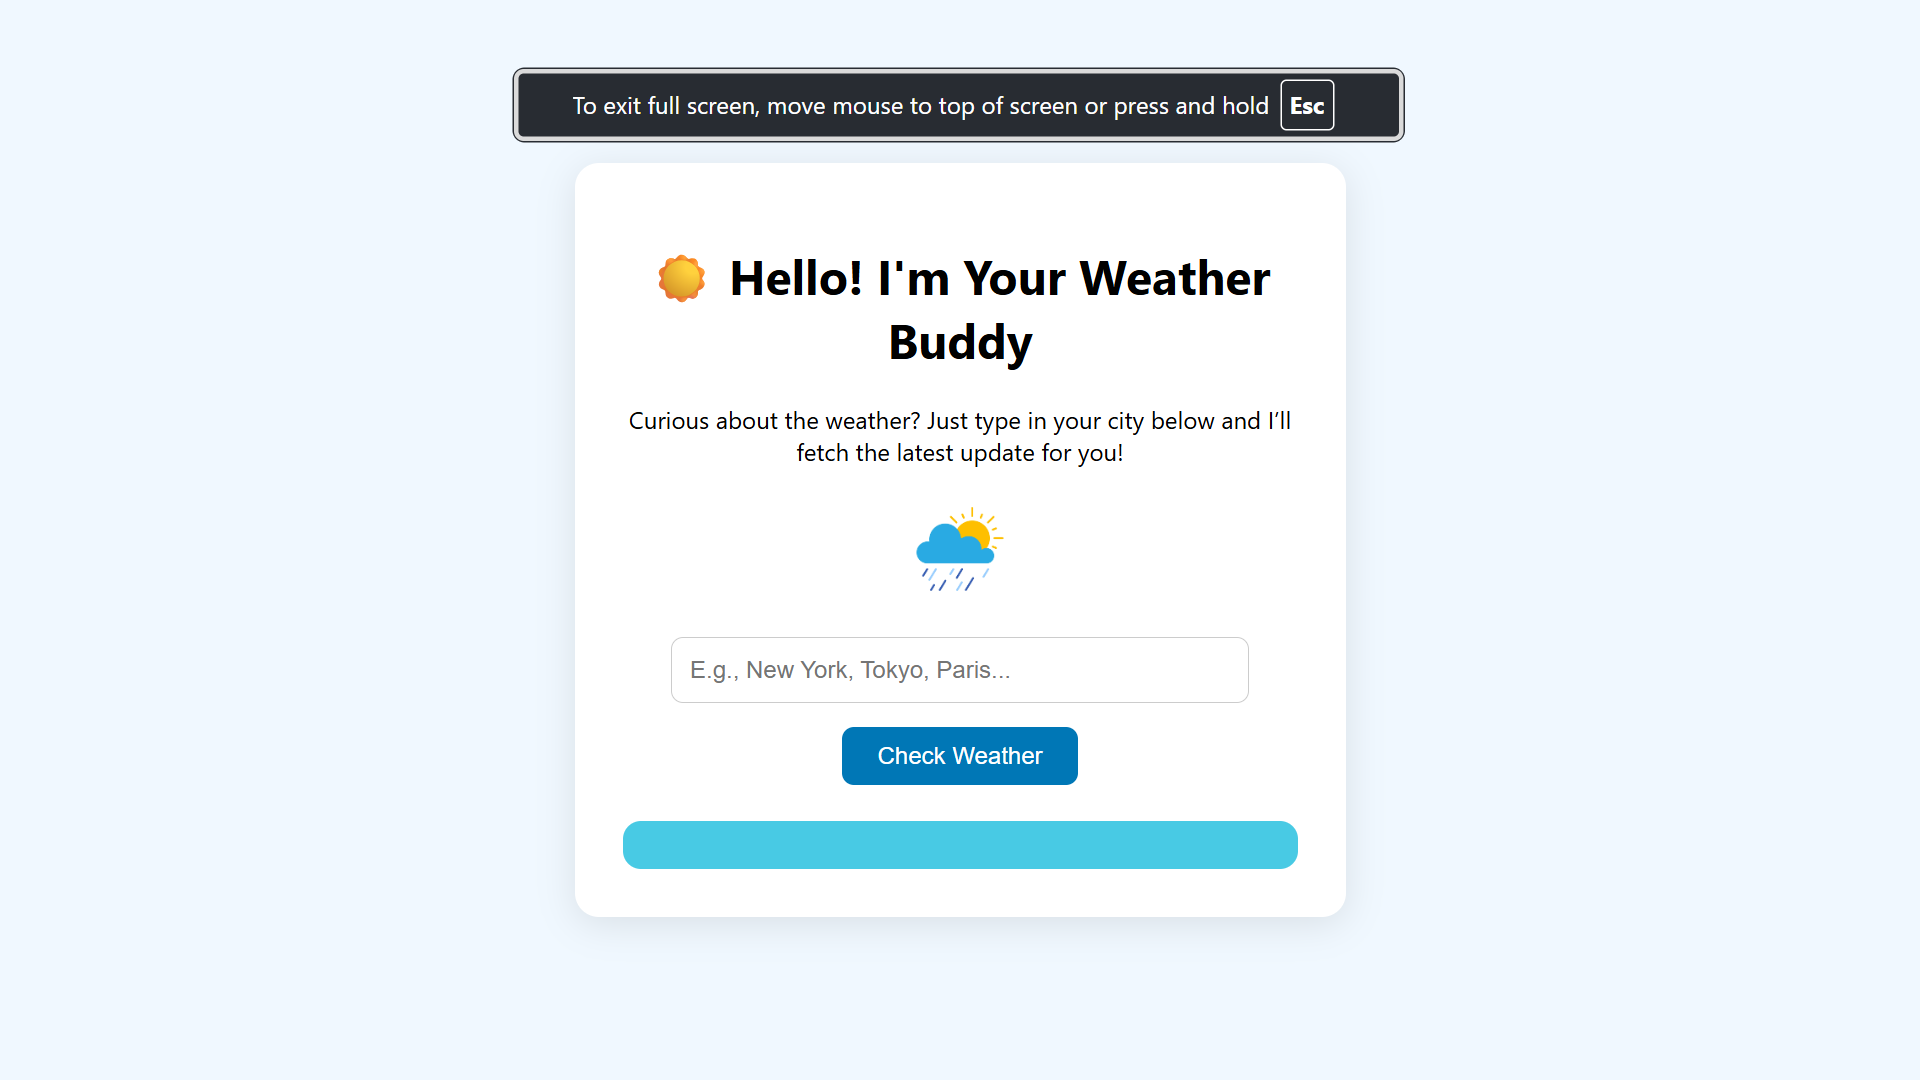 To exit full screen, move mouse to top of screen or press and hold Esc
Hello! I'm Your Weather
Buddy
Curious about the weather? Just type in your city below and I’ll
fetch the latest update for you!
E.g., New York, Tokyo, Paris...
Check Weather